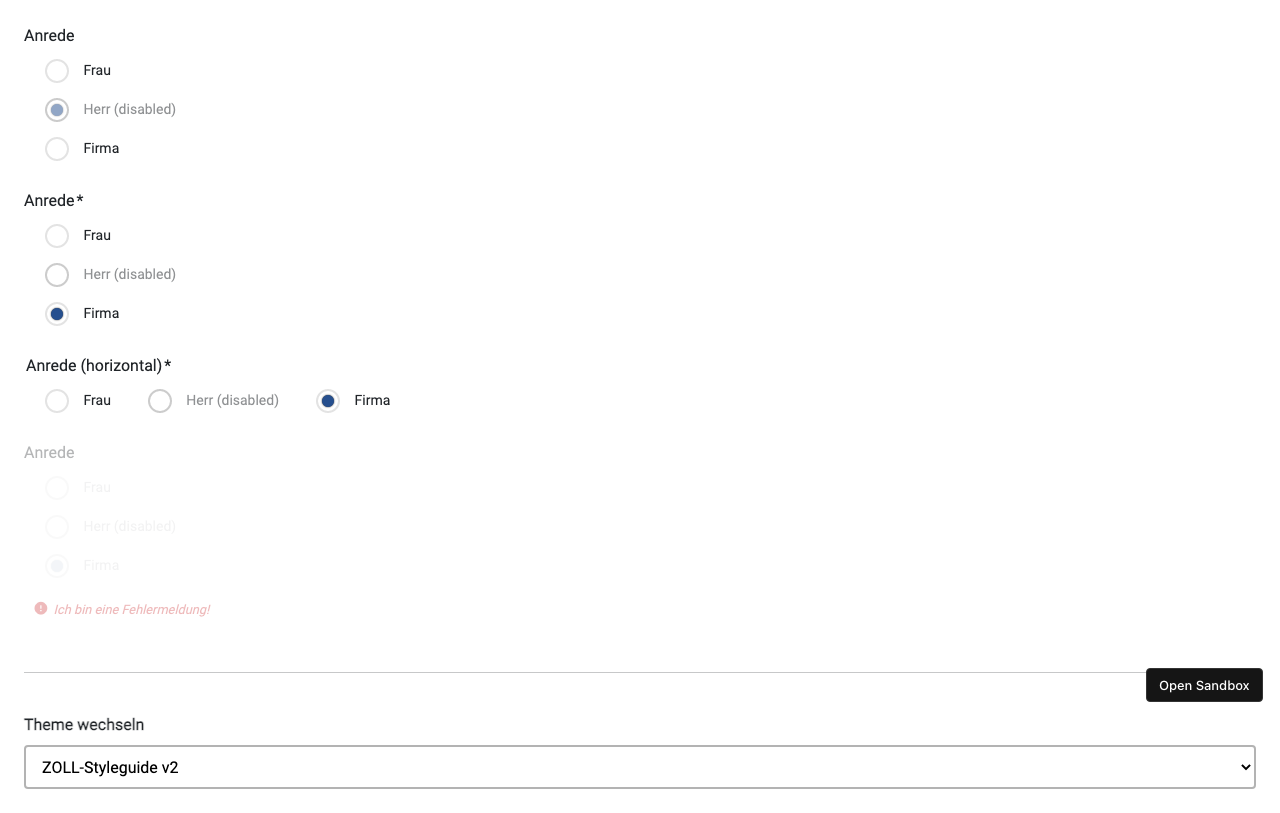 Anrede
Frau
Herr (disabled)
Firma
Anrede*
Frau
Herr (disabled)
Firma
Anrede (horizontal)*
Frau Herr (disabled) Firma
Anrede
Frau
Herr (disabled)
Firma
Ich bin eine Fehlermeldung!
Open Sandbox
Theme wechseln
ZOLL-Styleguide v2